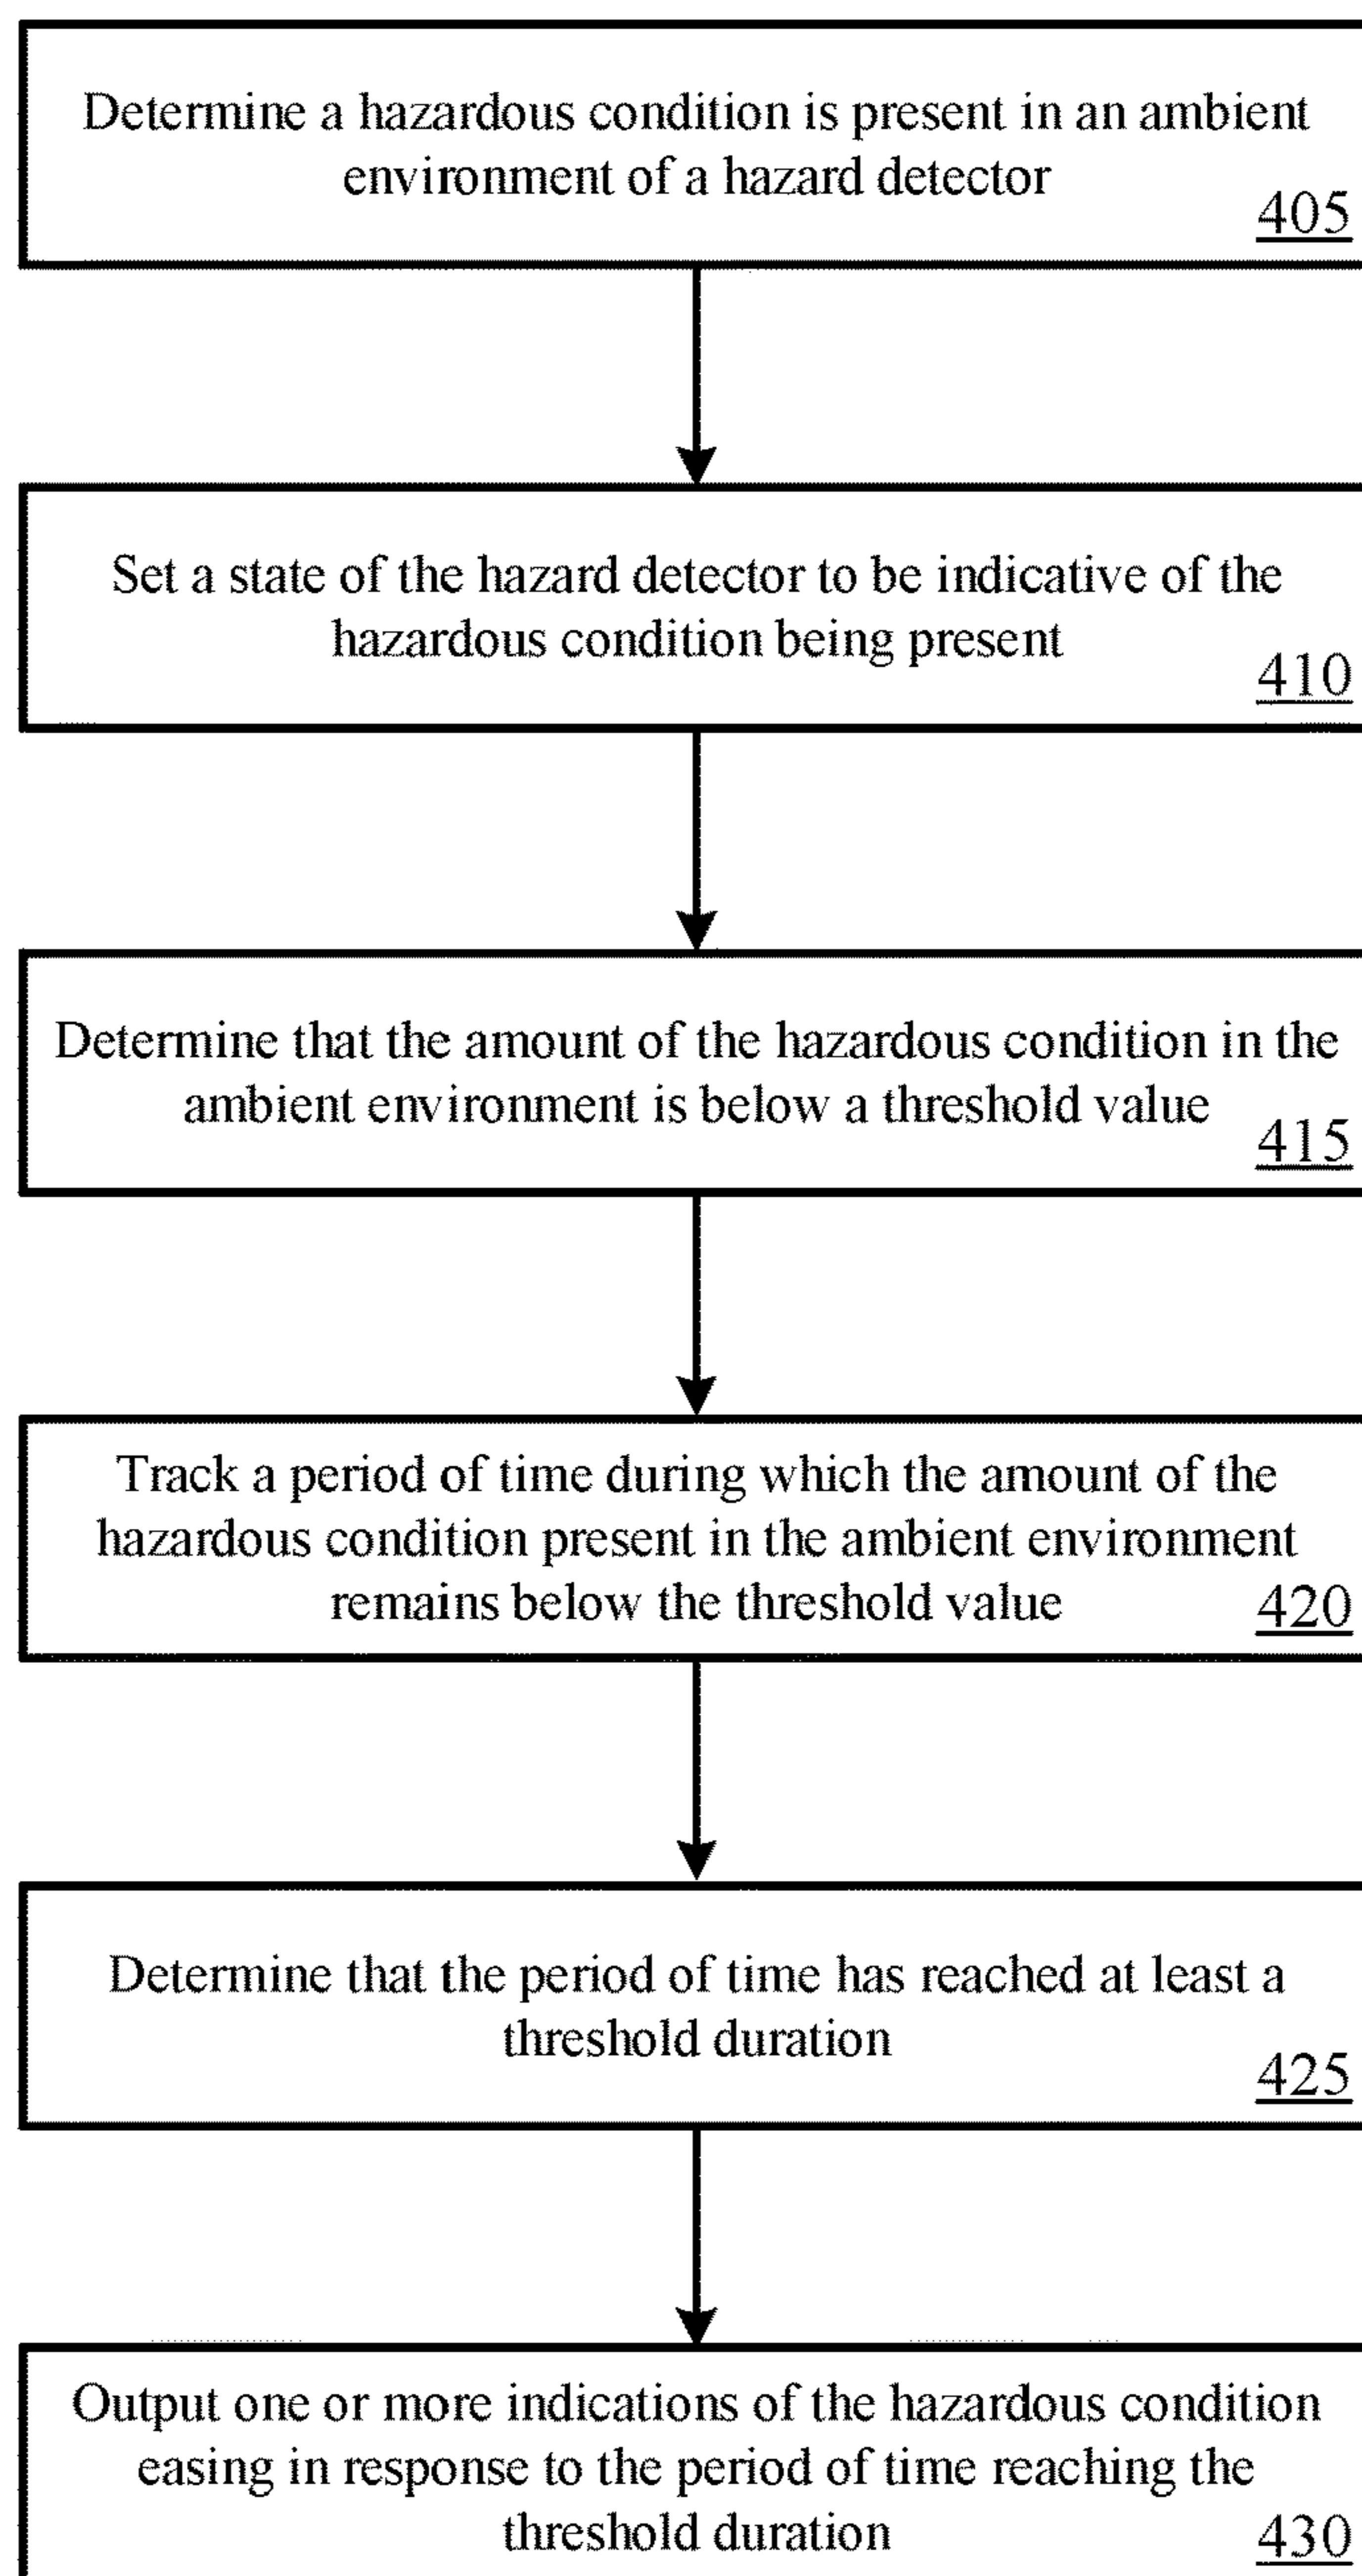 Determine a hazardous condition is present in an ambient
environment of a hazard detector
405
Set a state of the hazard detector to be indicative of the
hazardous condition being present
410
Determine that the amount of the hazardous condition in the
ambient environment is below a threshold value
415
Track a period of time during which the amount of the
hazardous condition present in the ambient environment
remains below the threshold value
420
Determine that the period of time has reached at least a
threshold duration
425
Output one or more indications of the hazardous condition
easing in response to the period of time reaching the
threshold duration
430